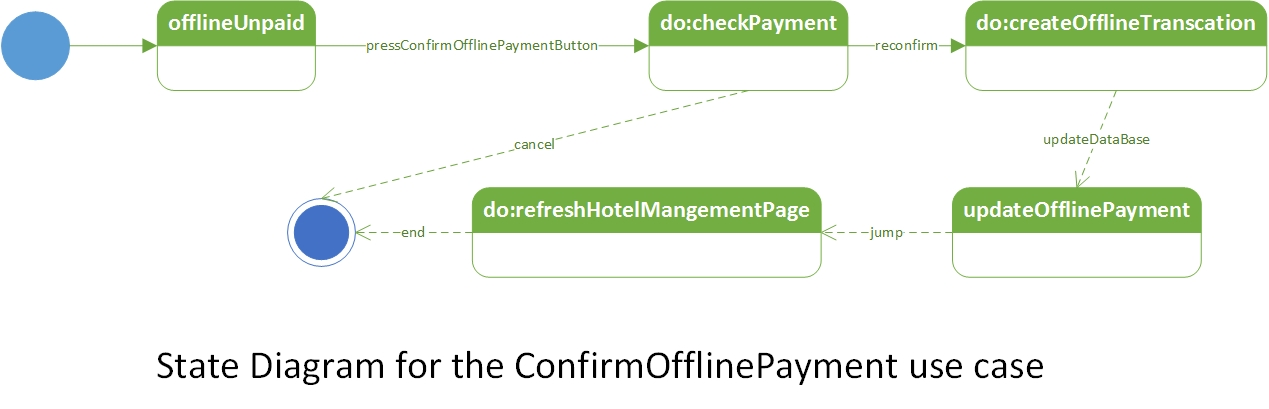 offlineUnpaid
pressConfirmOfflinePaymentButton
do:checkPayment
reconfirm
do:createOfflineTranscation
cancel
updateDataBase
end
do:refreshHotelMangementPage
jump
updateOfflinePayment
State Diagram for the ConfirmOfflinePayment use case